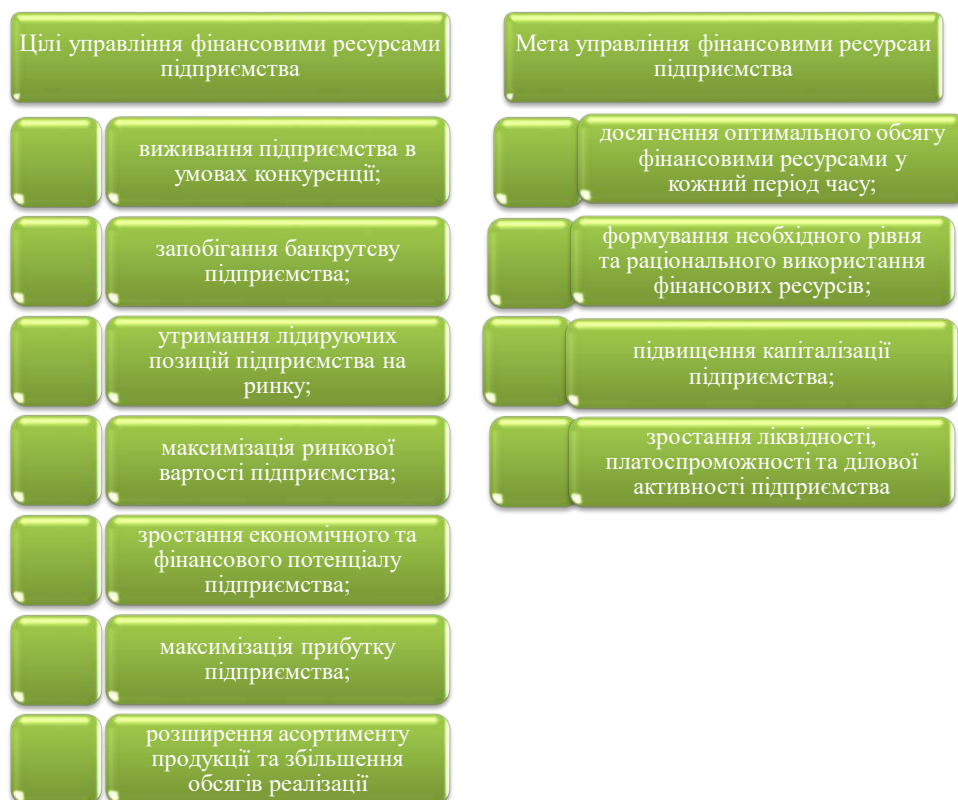 Цілі управління фінансовими ресурсами
підприємства
виживання підприємства в
умовах конкуренції;
запобігання банкрутсву
підприємства;
утримання лідируючих
позицій підприємства на
ринку;
максимізація ринкової
вартості підприємства;
зростання економічного та
фінансового потенціалу
підприємства;
максимізація прибутку
підприємства;
розширення асортименту
продукції та збільшення
обсягів реалізації
Мета управління фінансовими ресурсаи
підприємства
досягнення оптимального обсягу
фінансовими ресурсами у
кожний період часу;
формування необхідного рівня
та раціонального використання
фінансових ресурсів;
підвищення капіталізації
підприємства;
зростання ліквідності,
платоспроможності та ділової
активності підприємства